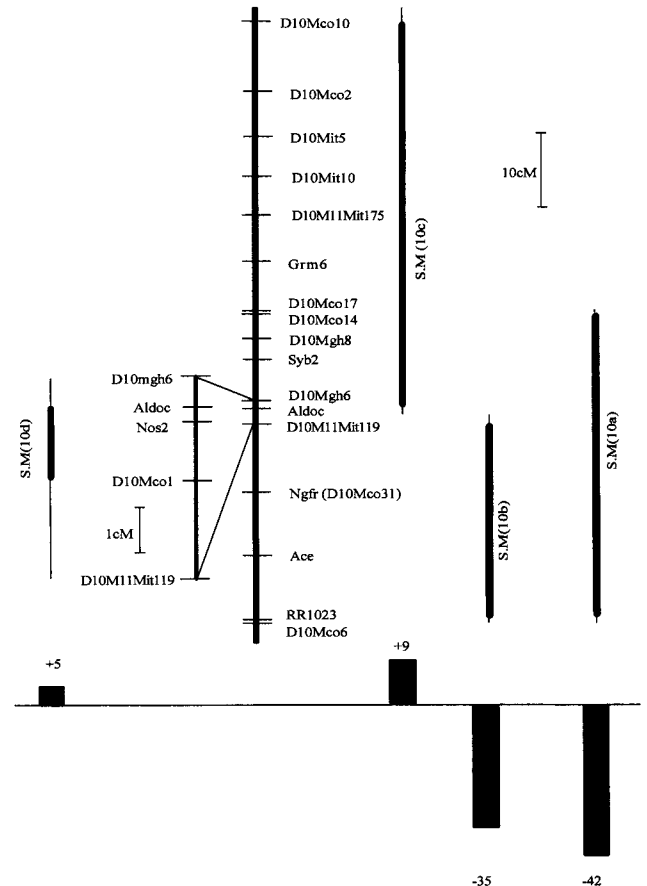 D10Mco10
D10Mco2
D10Mit5
D10Mit10
10cM
D10M11Mit175
S.M (10c)
Grm6
D10Mco17
D10Mco14
D10Mgh8
Syb2
D10mgh6
D10Mgh6
Aldoc
Aldoc
Nos2
D10M11Mit119
S.M(10d)
S.M(10a)
D10Mco1
Ngfr (D10Mco31)
1cM
S.M(10b)
Ace
D10M11Mit119
RR1023
D10Mco6
+5
+9
-35
-42